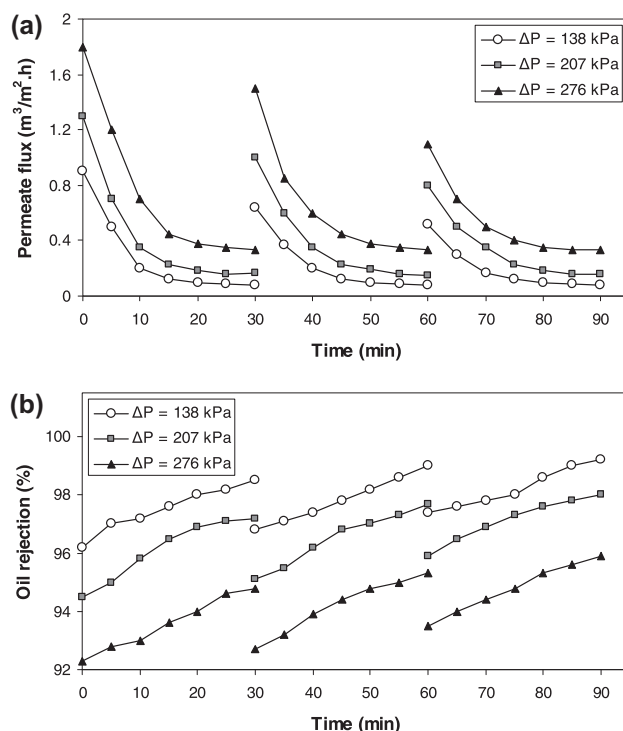 (a)
2
1.6
1.2
0.8
0.4
0
Permeate flux (m³/m².h)
ΔP = 138 kPa
ΔP = 207 kPa
ΔP = 276 kPa
0 10 20 30 40 50 60 70 80 90
Time (min)
(b)
100
98
96
94
92
Oil rejection (%)
ΔP = 138 kPa
ΔP = 207 kPa
ΔP = 276 kPa
0 10 20 30 40 50 60 70 80 90
Time (min)